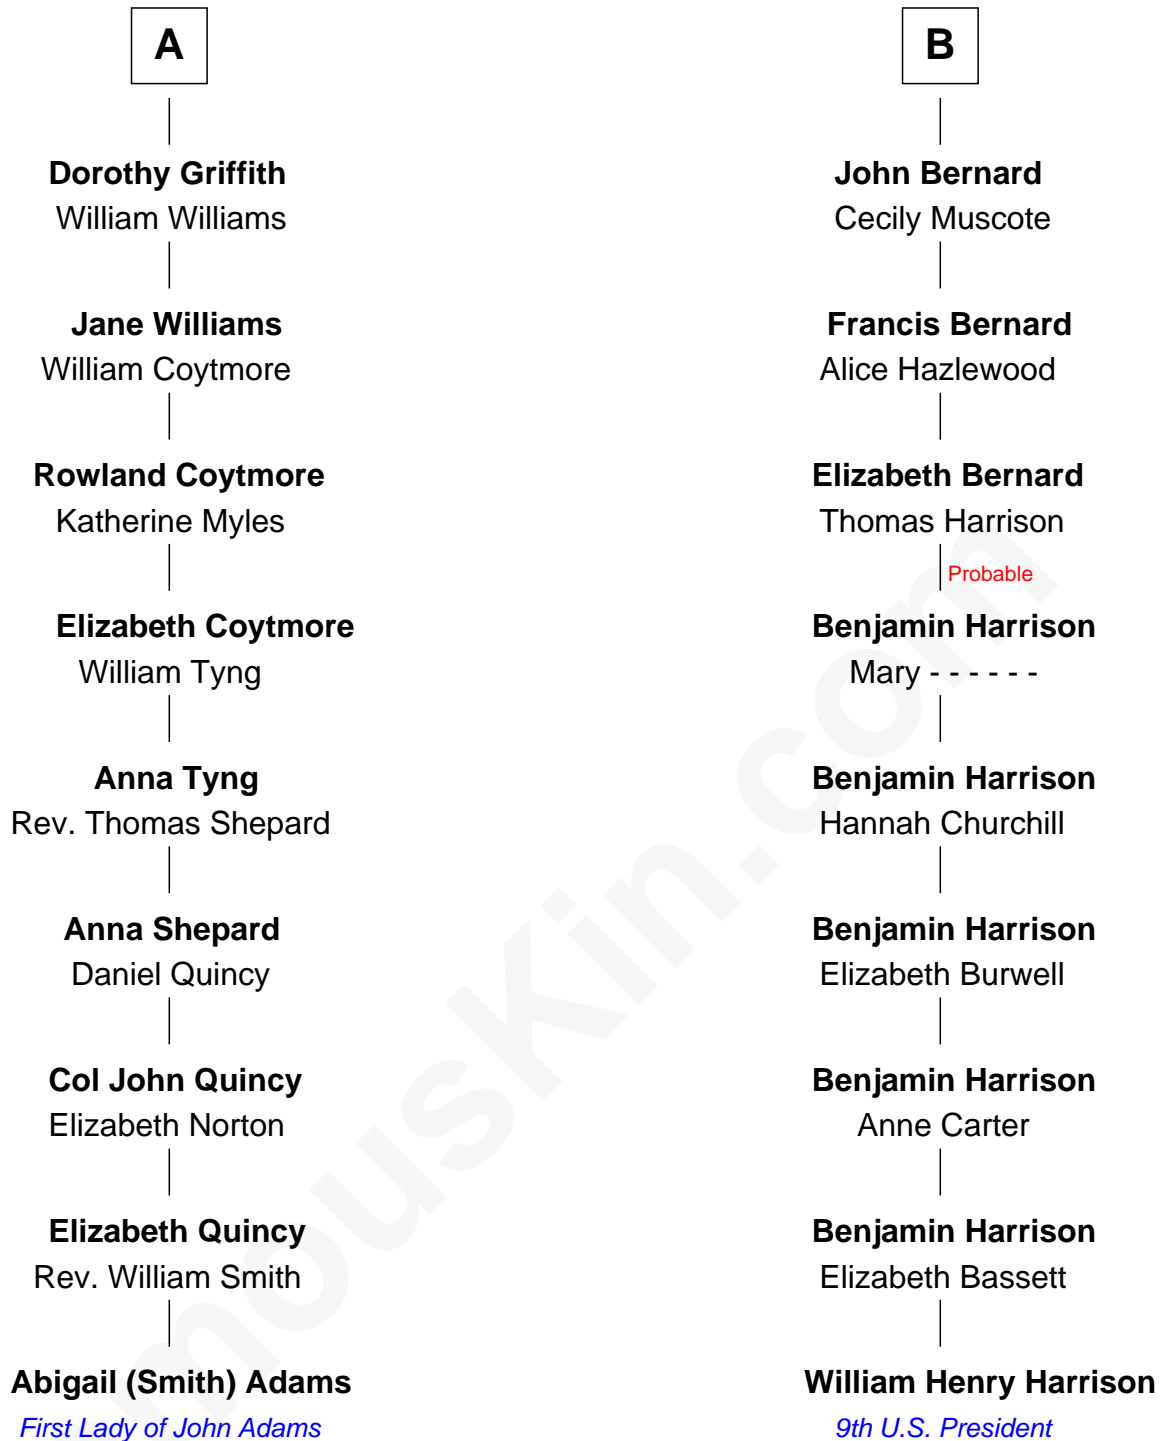 A
Dorothy Griffith
William Williams
Jane Williams
William Coytmore
Rowland Coytmore
Katherine Myles
Elizabeth Coytmore
William Tyng
Anna Tyng
Rev. Thomas Shepard
Anna Shepard
Daniel Quincy
Col John Quincy
Elizabeth Norton
Elizabeth Quincy
Rev. William Smith
Abigail (Smith) Adams
First Lady of John Adams
B
John Bernard
Cecily Muscote
Francis Bernard
Alice Hazlewood
Elizabeth Bernard
Thomas Harrison
Probable
Benjamin Harrison
Mary - - - - - -
Benjamin Harrison
Hannah Churchill
Benjamin Harrison
Elizabeth Burwell
Benjamin Harrison
Anne Carter
Benjamin Harrison
Elizabeth Bassett
William Henry Harrison
9th U.S. President
mousKin.com